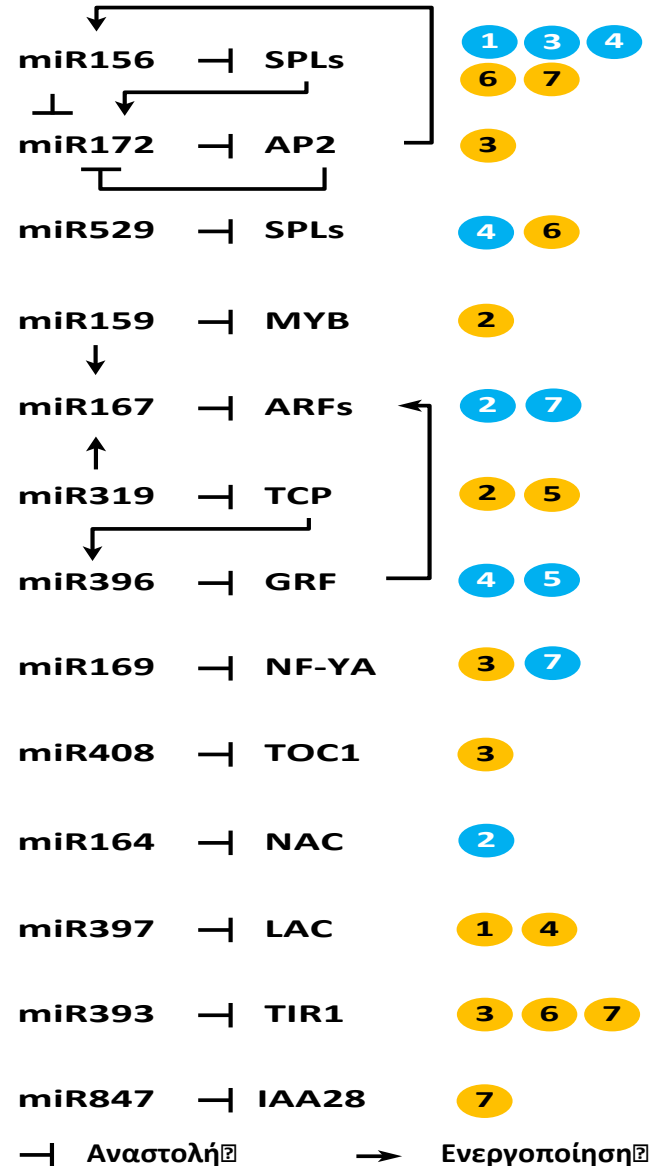 miR156 SPLs 1 3 4
6 7
miR172 AP2 3
miR529 SPLs 4 6
miR159 MYB 2
miR167 ARFs 2 7
miR319 TCP 2 5
miR396 GRF 4 5
miR169 NF-YA 3 7
miR408 TOC1 3
miR164 NAC 2
miR397 LAC 1 4
miR393 TIR1 3 6 7
miR847 IAA28 7
Αναστολή Ενεργοποίηση